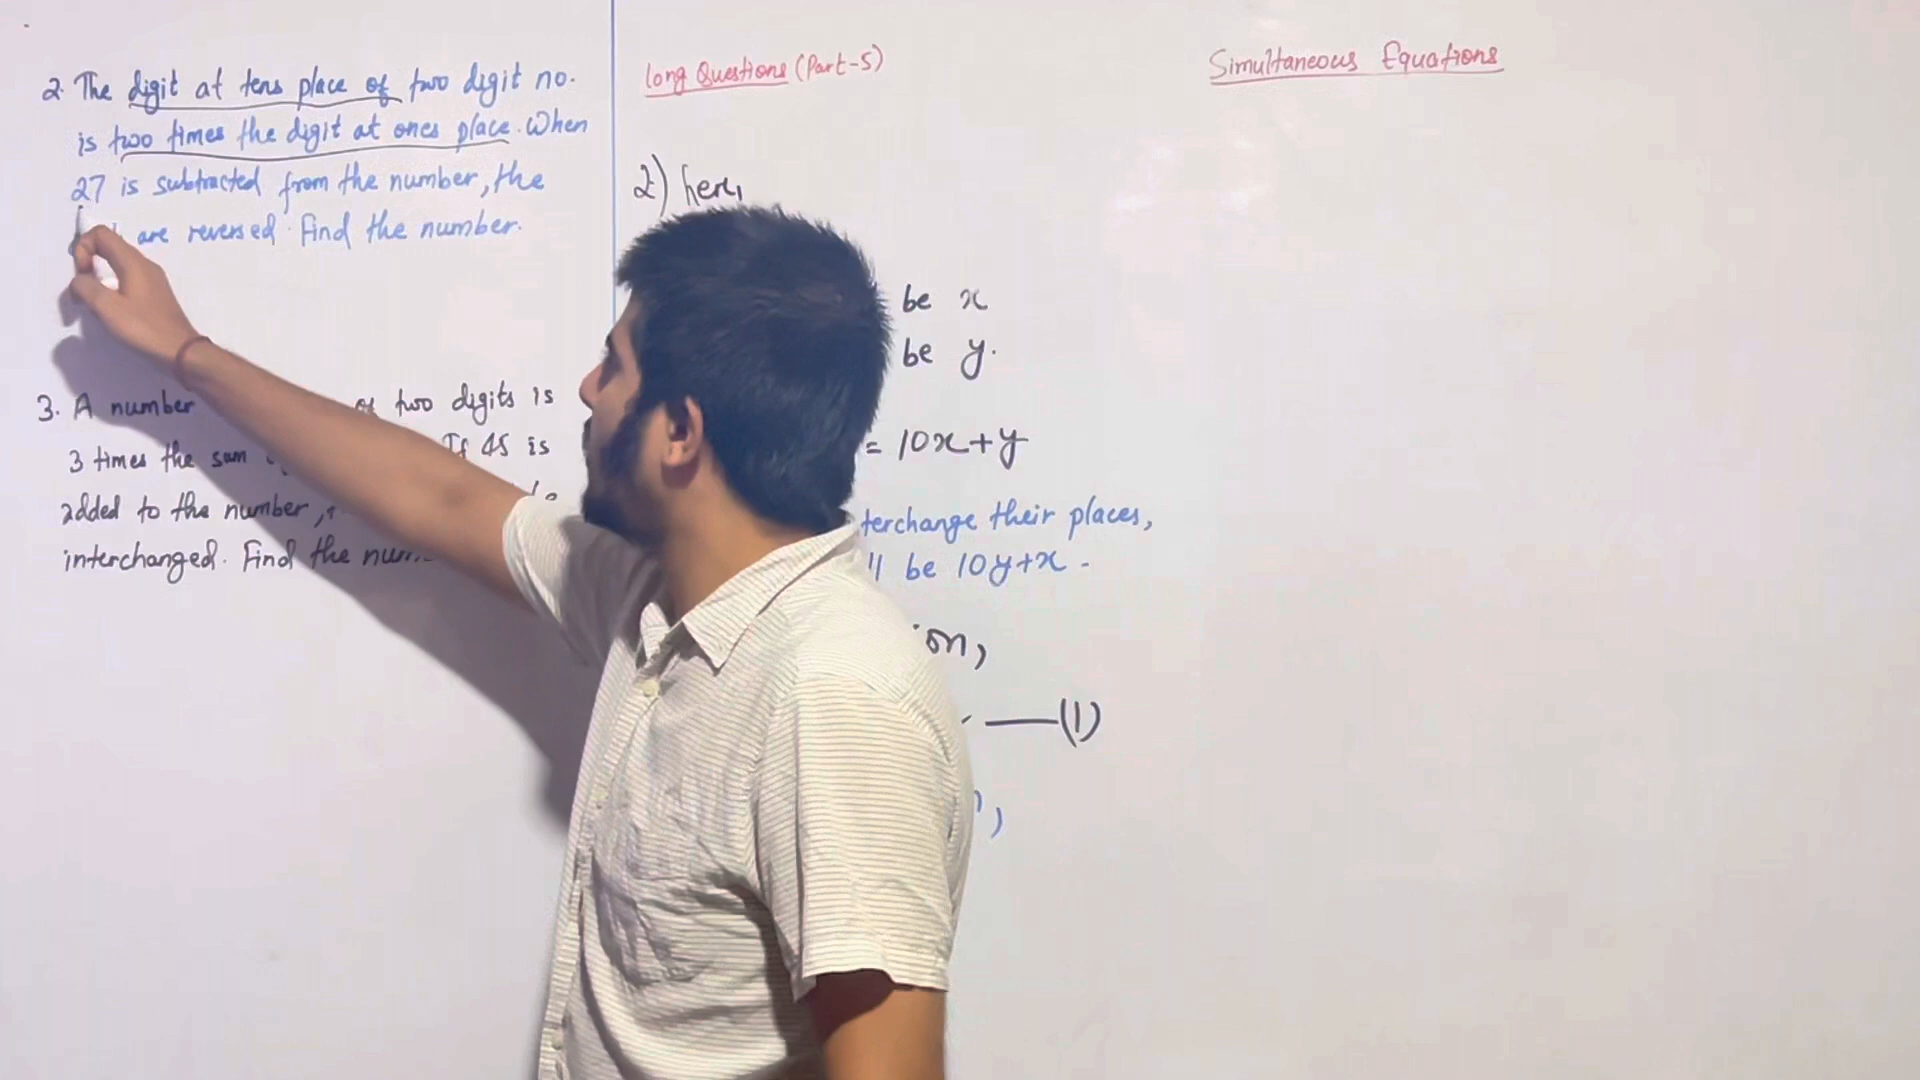 2. The digit at tens place of two digit no.
is two times the digit at ones place. When
27 is subtracted from the number, the
are reversed. Find the number.
3. A number of two digits is
3 times the sum If 45 is
added to the number,
interchanged. Find the
Long Questions (Part-5)
Simultaneous Equations
2) here,
be x
be y.
= 10x+y
terchange their places,
be 10y+x.
(1)